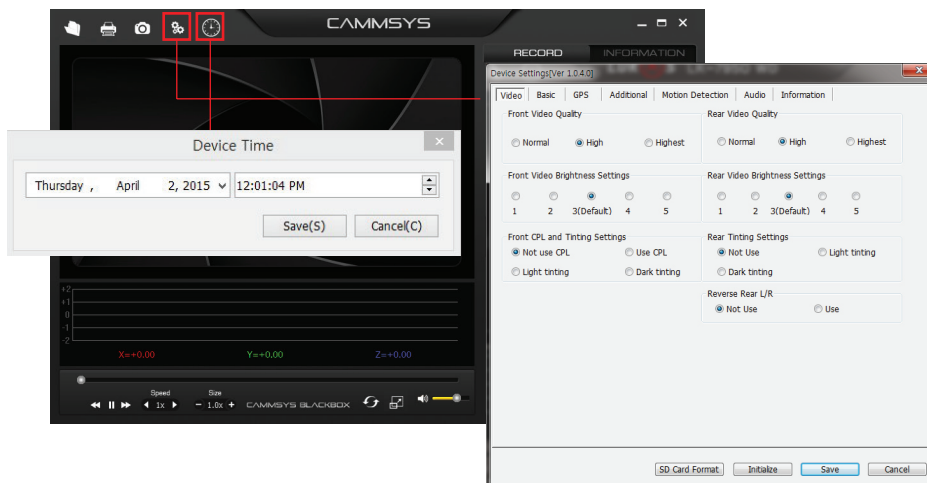 CAMMSYS
RECORD
INFORMATION
Device Time
Thursday , April 2, 2015 12:01:04 PM
Save(S) Cancel(C)
+2
+1
0
-1
-2
X=+0.00 Y=+0.00 Z=+0.00
Speed Size
1x 1.0x CAMMSYS BLACKBOX
Device Settings[Ver 1.0.4.0]
Video Basic GPS Additional Motion Detection Audio Information
Front Video Quality
Normal High Highest
Rear Video Quality
Normal High Highest
Front Video Brightness Settings
1 2 3(Default) 4 5
Rear Video Brightness Settings
1 2 3(Default) 4 5
Front CPL and Tinting Settings
Not use CPL Use CPL
Light tinting Dark tinting
Rear Tinting Settings
Not Use Light tinting
Dark tinting
Reverse Rear L/R
Not Use Use
SD Card Format Initialize Save Cancel